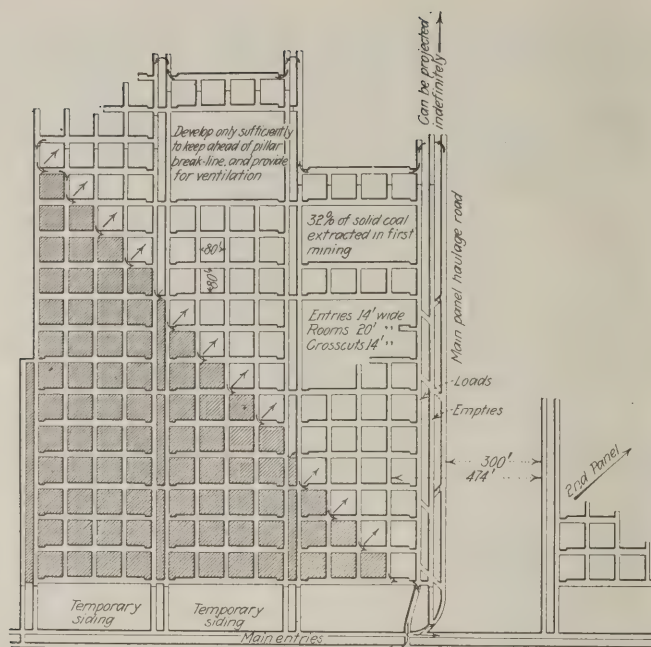 Can be projected
indefinitely
Develop only sufficiently
to keep ahead of pillar
break-line, and provide
for ventilation
32% of solid coal
extracted in first
mining
80'
80'
Entries 14' wide
Rooms 20' "
Crosscuts 14' "
Main panel haulage road
Loads
Empties
300'
474'
2nd Panel
Temporary
siding
Temporary
siding
Main entries